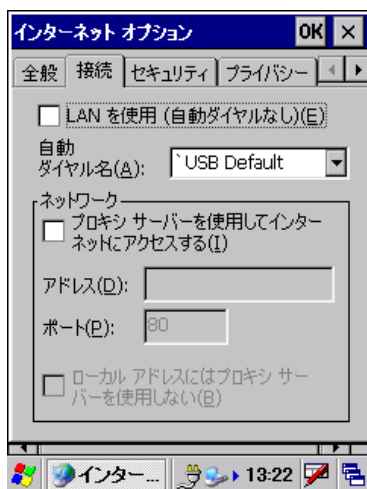 インターネット オプション OK ×
全般 接続 セキュリティ プライバシー
LAN を使用 (自動ダイヤルなし)(E)
自動
ダイヤル名(A): `USB Default
ネットワーク
プロキシ サーバーを使用してインター
ネットにアクセスする(I)
アドレス(D):
ポート(P): 80
ローカル アドレスにはプロキシ サー
バーを使用しない(B)
インター... 13:22